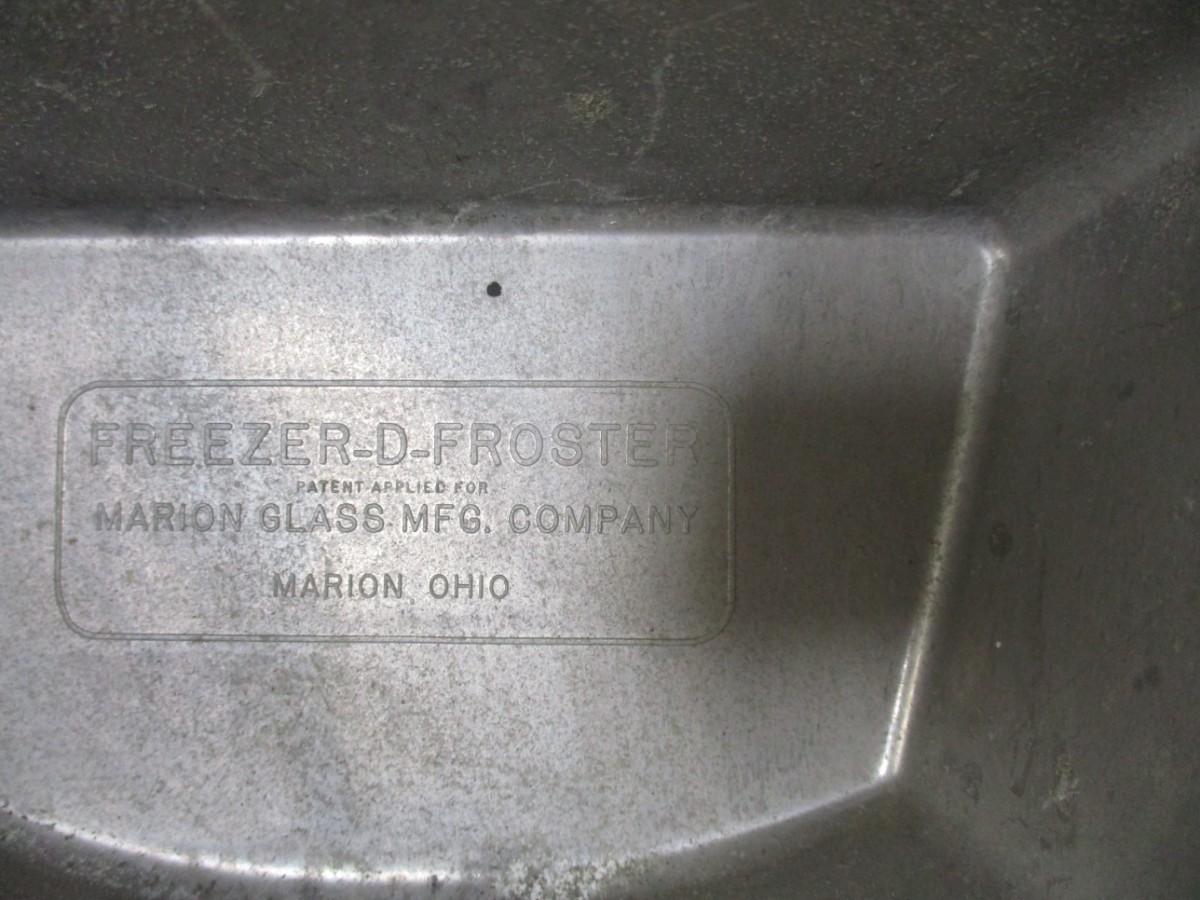 FREEZER-D-FROSTER
PATENT APPLIED FOR
MARION GLASS MFG. COMPANY
MARION OHIO